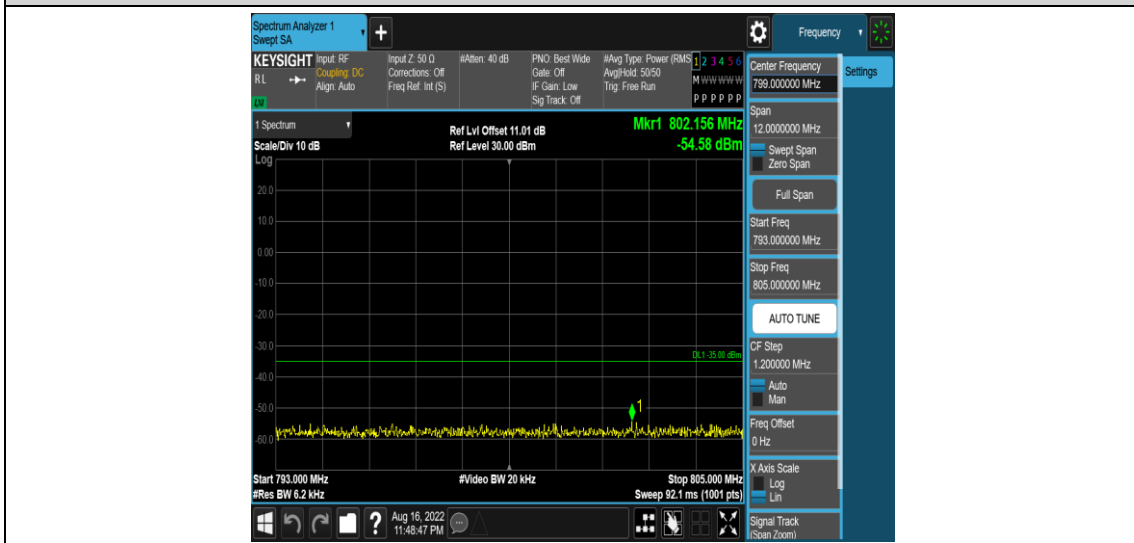 Spectrum Analyzer 1
Swept SA
+
Frequency
KEYSIGHT
RL
LXI
Input: RF
Coupling: DC
Align: Auto
Input Z: 50 Ω
Corrections: Off
Freq Ref: Int (S)
#Atten: 40 dB
PNO: Best Wide
Gate: Off
IF Gain: Low
Sig Track: Off
#Avg Type: Power (RMS
Avg|Hold: 50/50
Trig: Free Run
1 2 3 4 5 6
M W W W W W
P P P P P P
1 Spectrum
Scale/Div 10 dB
Ref Lvl Offset 11.01 dB
Ref Level 30.00 dBm
Mkr1 802.156 MHz
-54.58 dBm
Log
20.0
10.0
0.00
-10.0
-20.0
-30.0
DL1 -35.00 dBm
-40.0
-50.0
1
-60.0
Start 793.000 MHz
#Video BW 20 kHz
Stop 805.000 MHz
#Res BW 6.2 kHz
Sweep 92.1 ms (1001 pts)
Center Frequency
799.000000 MHz
Settings
Span
12.0000000 MHz
Swept Span
Zero Span
Full Span
Start Freq
793.000000 MHz
Stop Freq
805.000000 MHz
AUTO TUNE
CF Step
1.200000 MHz
Auto
Man
Freq Offset
0 Hz
X Axis Scale
Log
Lin
Signal Track
(Span Zoom)
?
Aug 16, 2022
11:48:47 PM